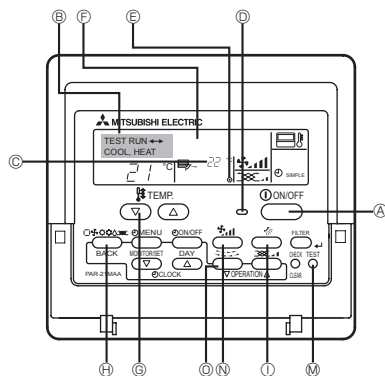 Ⓑ Ⓕ Ⓔ Ⓓ
MITSUBISHI ELECTRIC
TEST RUN ↔
COOL, HEAT
Ⓒ
21 °C 22 °C
SIMPLE
TEMP. ON/OFF
Ⓐ
MENU ON/OFF FILTER
BACK MONITOR/SET DAY CHECK TEST
PAR-21MAA CLOCK ▽ OPERATION △ CLEAR
Ⓗ Ⓖ Ⓞ Ⓝ Ⓘ Ⓜ